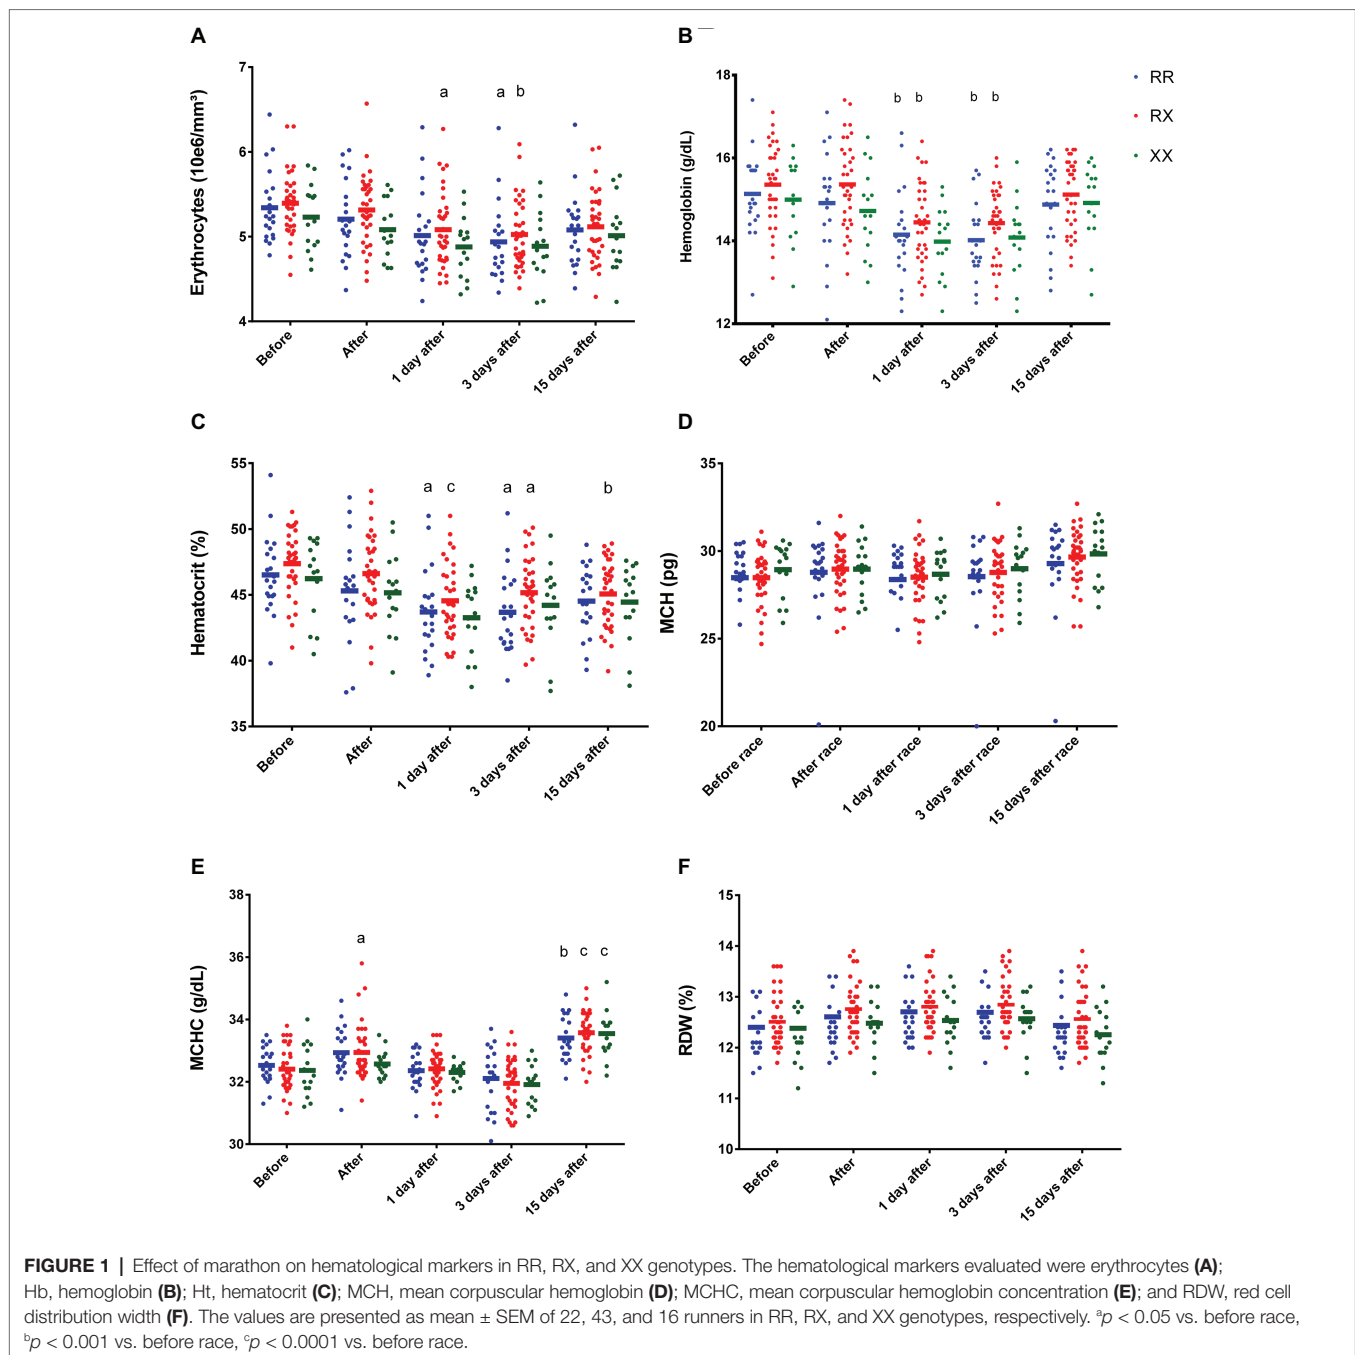 A
Erythrocytes (10e6/mm³)
7
6
5
4
a
a
b
Before
After
1 day after
3 days after
15 days after
B
Hemoglobin (g/dL)
18
16
14
12
b
b
b
b
Before
After
1 day after
3 days after
15 days after
RR
RX
XX
C
Hematocrit (%)
55
50
45
40
35
a
c
a
a
b
Before
After
1 day after
3 days after
15 days after
D
MCH (pg)
35
30
25
20
Before race
After race
1 day after race
3 days after race
15 days after race
E
MCHC (g/dL)
38
36
34
32
30
a
b
c
c
Before
After
1 day after
3 days after
15 days after
F
RDW (%)
15
14
13
12
11
10
Before
After
1 day after
3 days after
15 days after
FIGURE 1 | Effect of marathon on hematological markers in RR, RX, and XX genotypes. The hematological markers evaluated were erythrocytes (A);
Hb, hemoglobin (B); Ht, hematocrit (C); MCH, mean corpuscular hemoglobin (D); MCHC, mean corpuscular hemoglobin concentration (E); and RDW, red cell
distribution width (F). The values are presented as mean ± SEM of 22, 43, and 16 runners in RR, RX, and XX genotypes, respectively. ᵃp < 0.05 vs. before race,
ᵇp < 0.001 vs. before race, ᶜp < 0.0001 vs. before race.